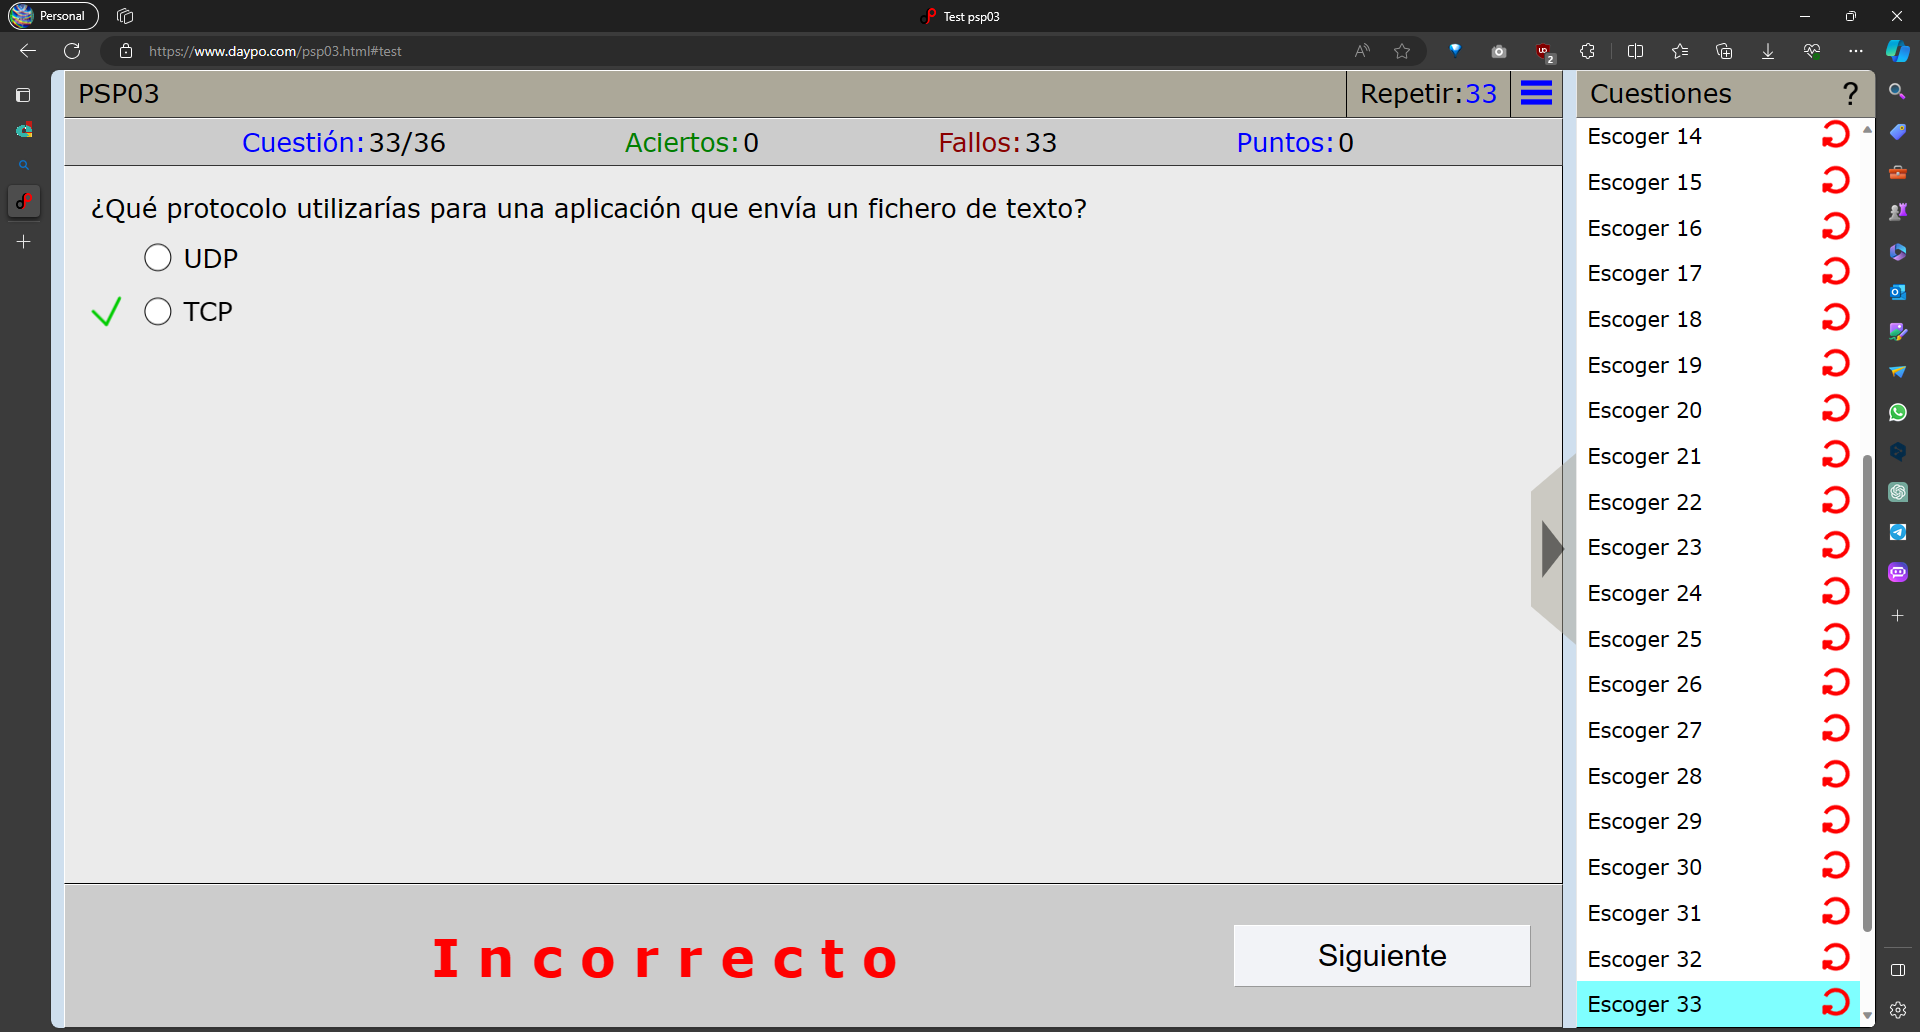 Personal
Test psp03
https://www.daypo.com/psp03.html#test
2
PSP03
Repetir:33
Cuestiones
?
Cuestión: 33/36
Aciertos: 0
Fallos: 33
Puntos: 0
¿Qué protocolo utilizarías para una aplicación que envía un fichero de texto?
UDP
TCP
Incorrecto
Siguiente
Escoger 14
Escoger 15
Escoger 16
Escoger 17
Escoger 18
Escoger 19
Escoger 20
Escoger 21
Escoger 22
Escoger 23
Escoger 24
Escoger 25
Escoger 26
Escoger 27
Escoger 28
Escoger 29
Escoger 30
Escoger 31
Escoger 32
Escoger 33